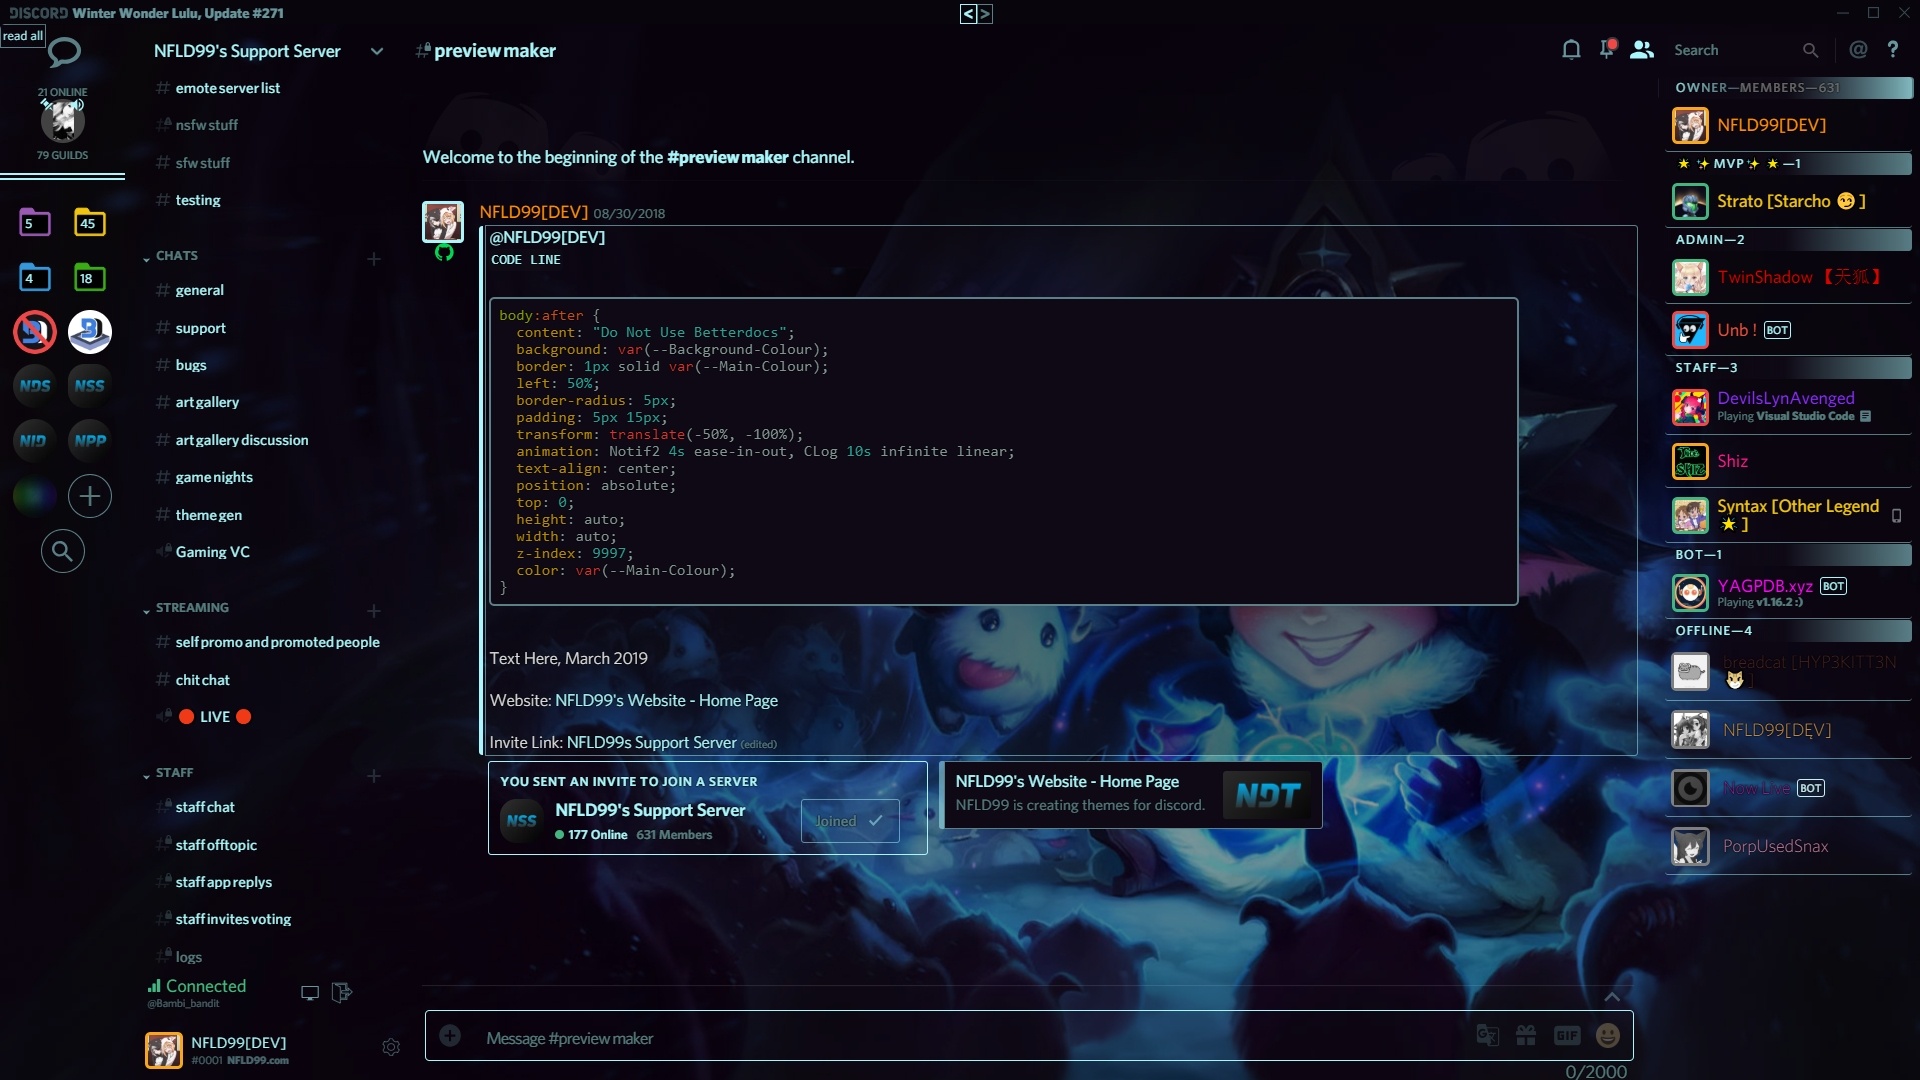 DISCORD Winter Wonder Lulu, Update #271
<>
read all
21 ONLINE
79 GUILDS
5
45
4
18
NDS
NSS
NID
NPP
NFLD99's Support Server
emote server list
nsfw stuff
sfw stuff
testing
CHATS
general
support
bugs
art gallery
art gallery discussion
game nights
theme gen
Gaming VC
STREAMING
self promo and promoted people
chit chat
🔴 LIVE 🔴
STAFF
staff chat
staff offtopic
staff app replys
staff invites voting
logs
Connected
@Bambi_bandit
NFLD99[DEV]
#0001 NFLD99.com
# preview maker
Search
@ ?
Welcome to the beginning of the #preview maker channel.
NFLD99[DEV] 08/30/2018
@NFLD99[DEV]
CODE LINE
body:after {
content: "Do Not Use Betterdocs";
background: var(--Background-Colour);
border: 1px solid var(--Main-Colour);
left: 50%;
border-radius: 5px;
padding: 5px 15px;
transform: translate(-50%, -100%);
animation: Notif2 4s ease-in-out, CLog 10s infinite linear;
text-align: center;
position: absolute;
top: 0;
height: auto;
width: auto;
z-index: 9997;
color: var(--Main-Colour);
}
Text Here, March 2019
Website: NFLD99's Website - Home Page
Invite Link: NFLD99s Support Server (edited)
YOU SENT AN INVITE TO JOIN A SERVER
NSS
NFLD99's Support Server
177 Online 631 Members
Joined
NFLD99's Website - Home Page
NFLD99 is creating themes for discord.
NDT
Message #preview maker
GIF
0/2000
OWNER—MEMBERS—631
NFLD99[DEV]
⭐ ✨ MVP ✨ ⭐ —1
Strato [Starcho 😏 ]
ADMIN—2
TwinShadow 【天狐】
Unb ! BOT
STAFF—3
DevilsLynAvenged
Playing Visual Studio Code
The SHIZ
Shiz
Syntax [Other Legend
⭐ ]
BOT—1
YAGPDB.xyz BOT
Playing v1.16.2 :)
OFFLINE—4
breadcat [HYP3KITT3N
🐱 ]
NFLD99[DĘV]
Now Live BOT
PorpUsedSnax